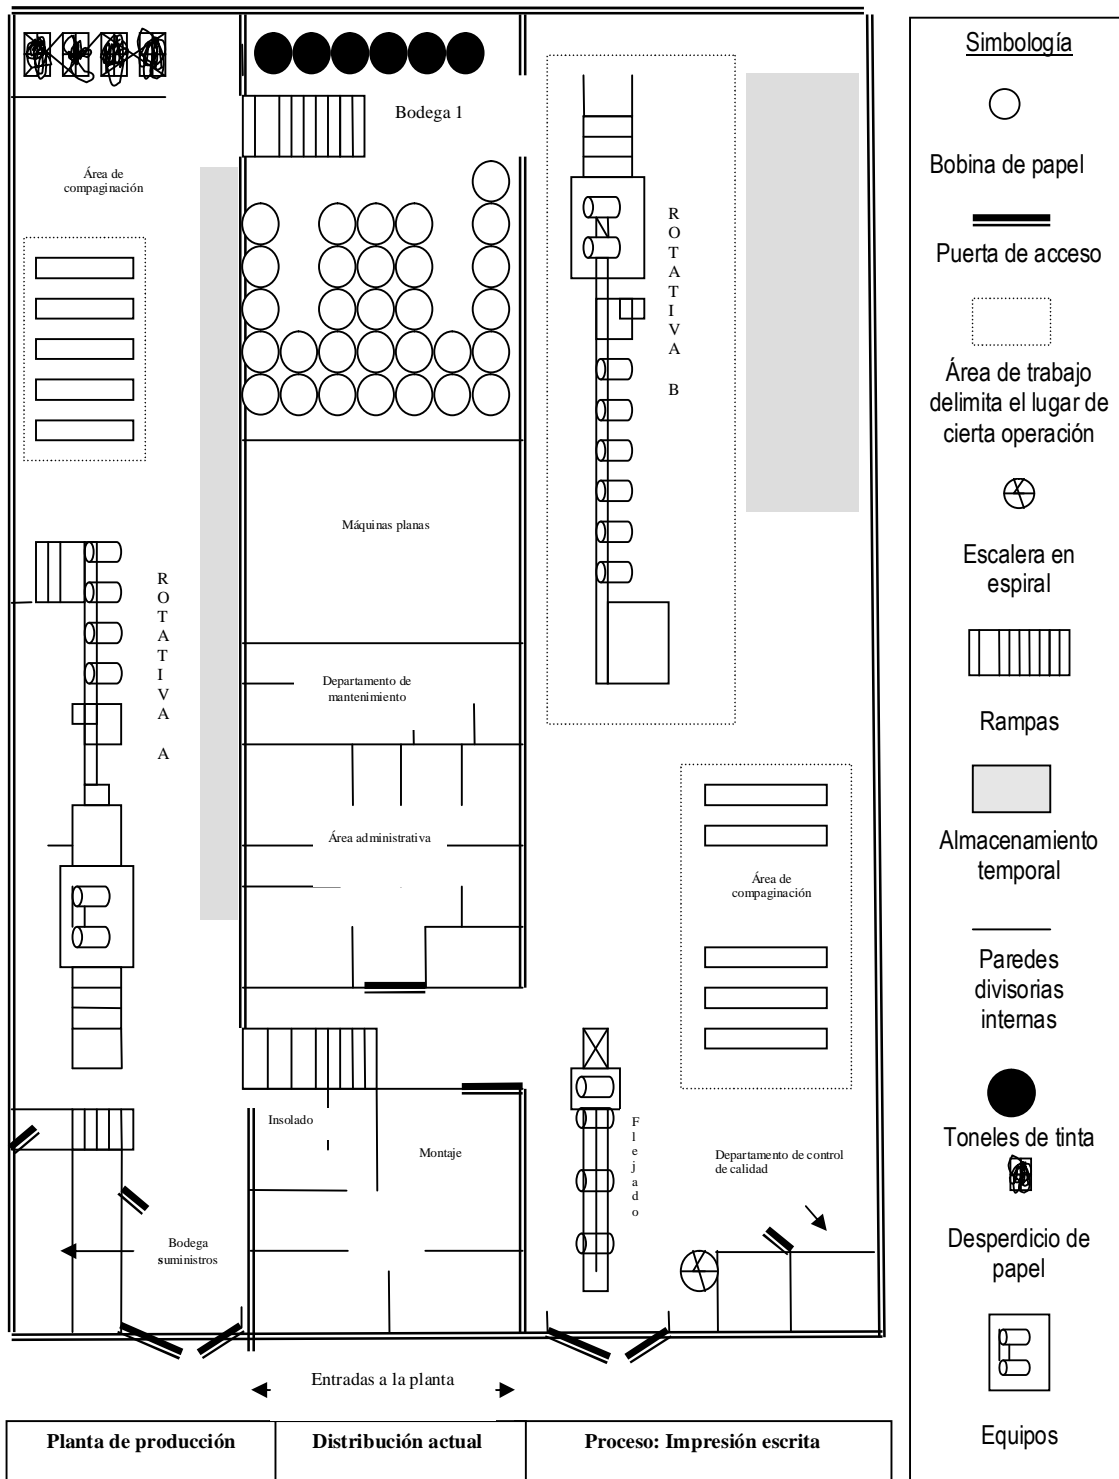 Bodega 1
Área de
compaginación
ROTATIVA B
Máquinas planas
ROTATIVA A
Departamento de
mantenimiento
Área administrativa
Área de
compaginación
Insolado
Montaje
Flejado
Departamento de control
de calidad
Bodega
suministros
Entradas a la planta
Planta de producción
Distribución actual
Proceso: Impresión escrita
Simbología
Bobina de papel
Puerta de acceso
Área de trabajo
delimita el lugar de
cierta operación
Escalera en
espiral
Rampas
Almacenamiento
temporal
Paredes
divisorias
internas
Toneles de tinta
Desperdicio de
papel
Equipos